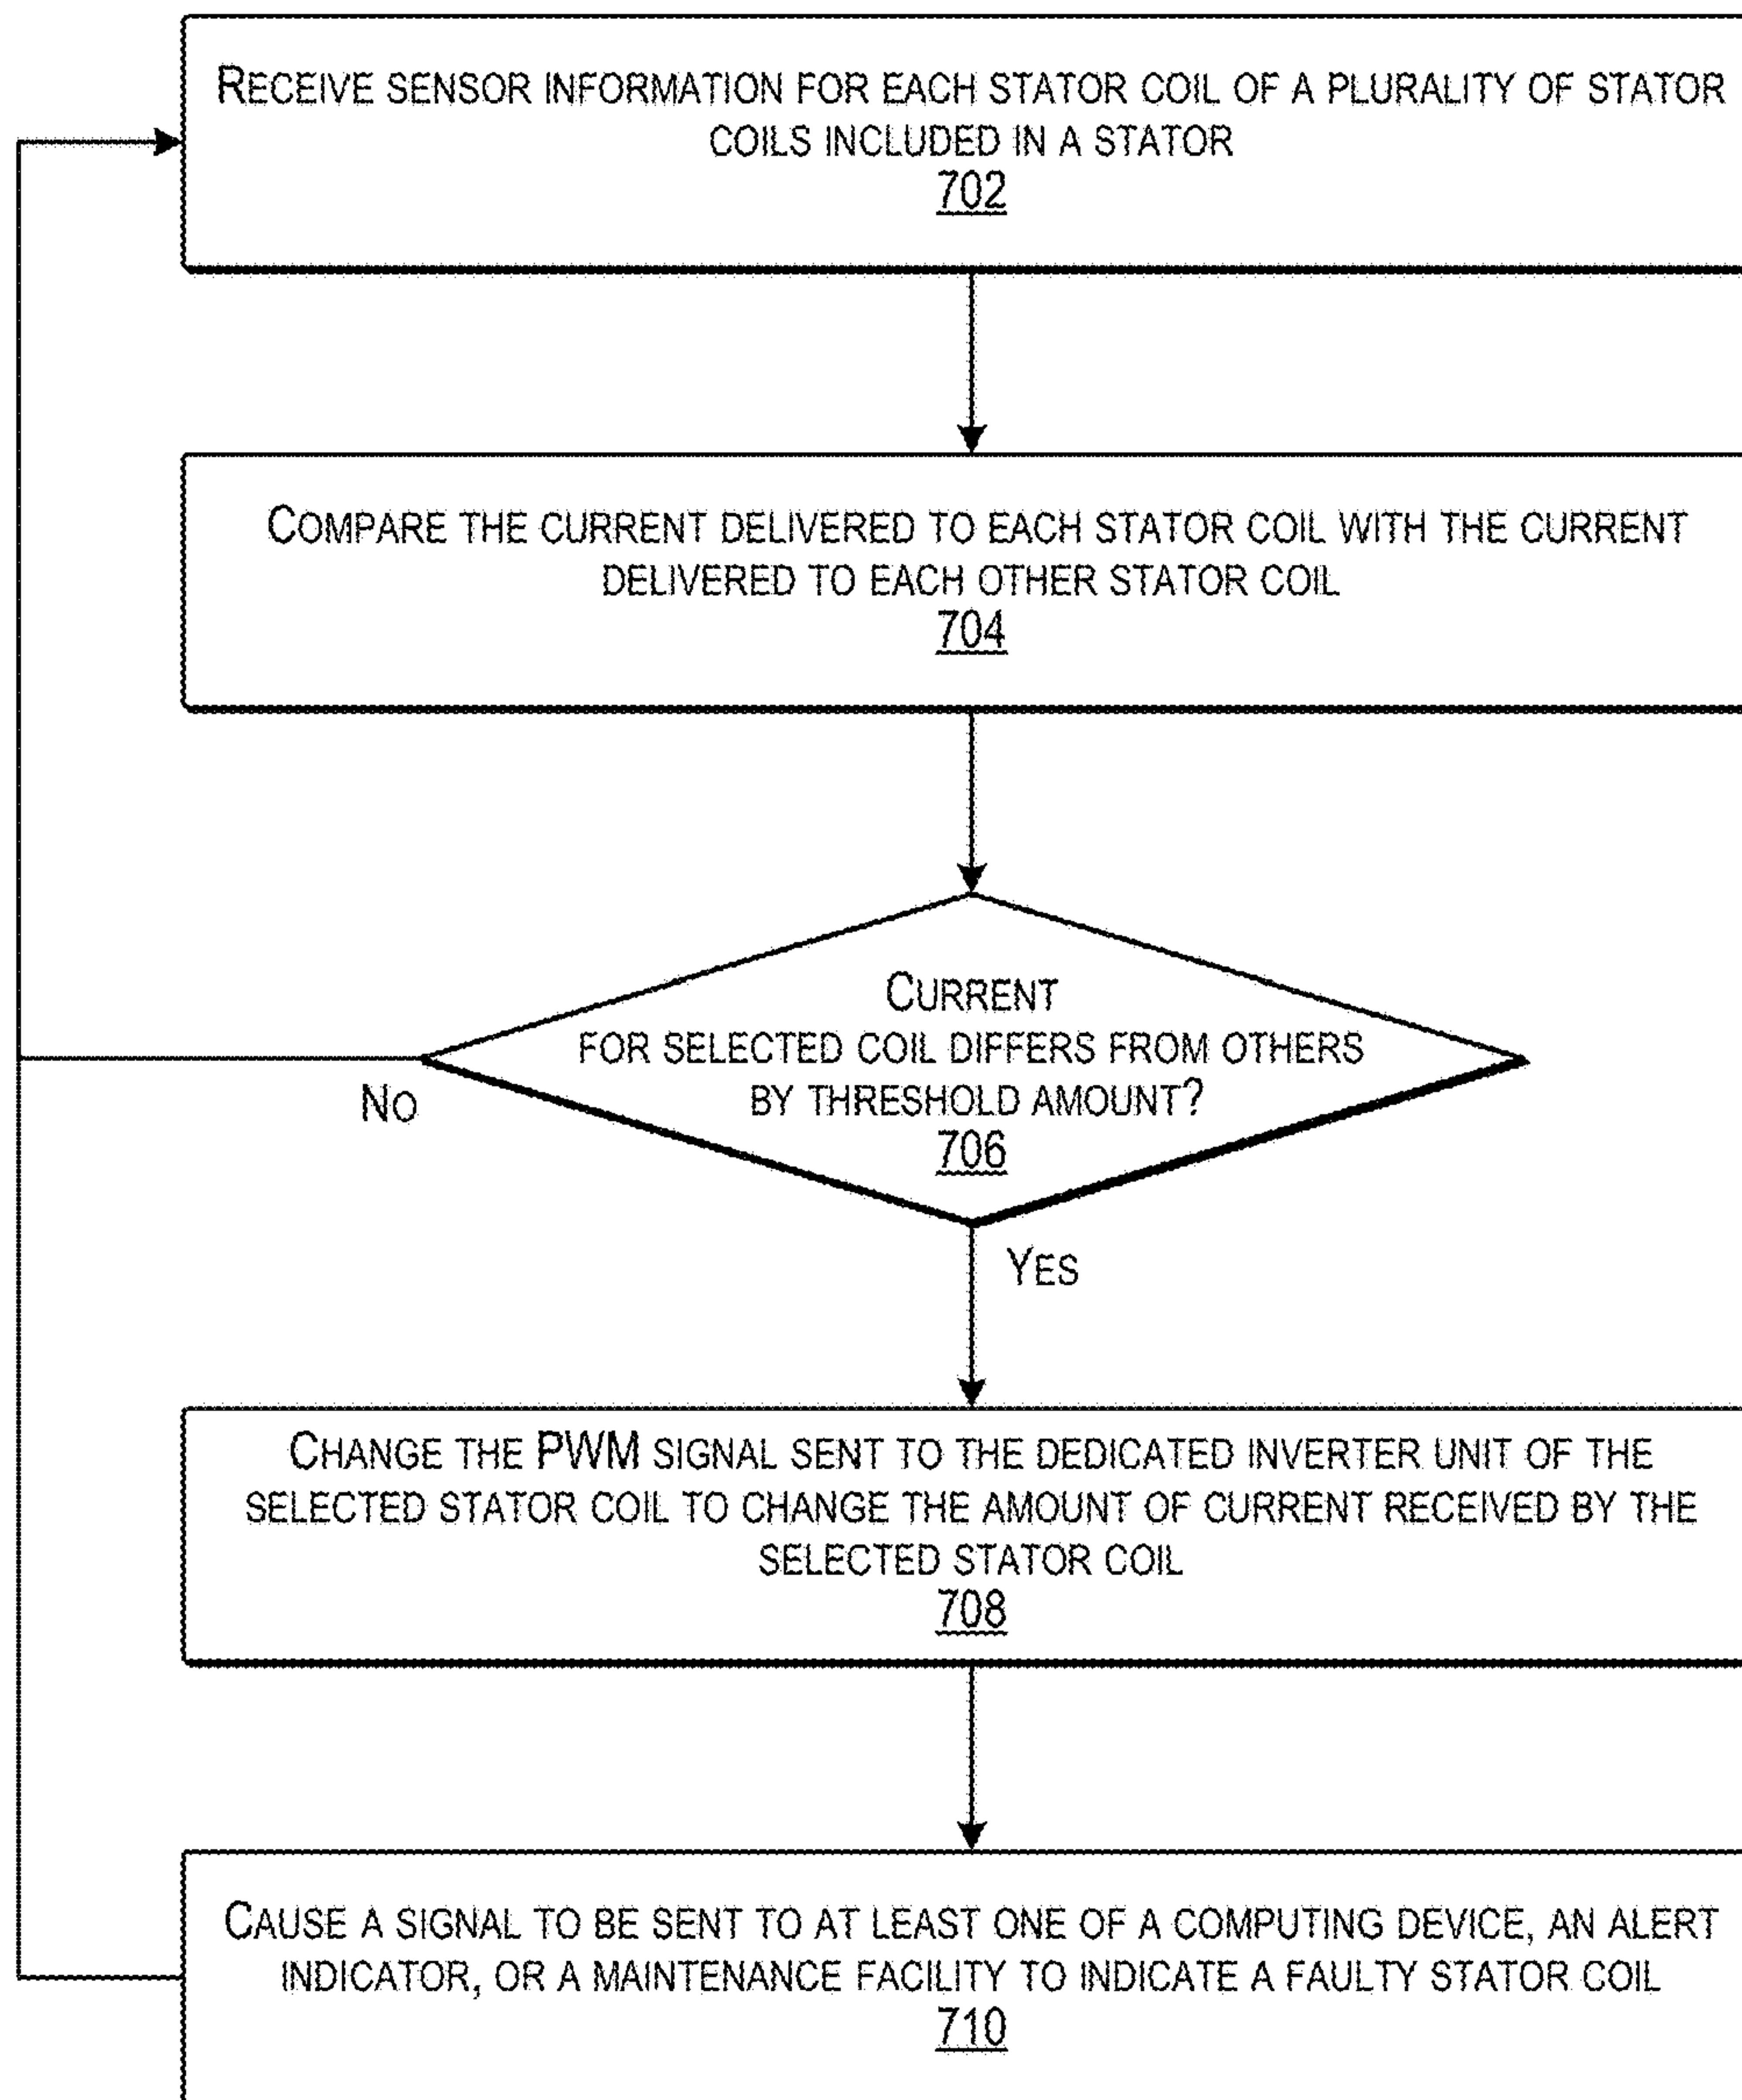 RECEIVE SENSOR INFORMATION FOR EACH STATOR COIL OF A PLURALITY OF STATOR
COILS INCLUDED IN A STATOR
702
COMPARE THE CURRENT DELIVERED TO EACH STATOR COIL WITH THE CURRENT
DELIVERED TO EACH OTHER STATOR COIL
704
CURRENT
FOR SELECTED COIL DIFFERS FROM OTHERS
BY THRESHOLD AMOUNT?
706
NO
YES
CHANGE THE PWM SIGNAL SENT TO THE DEDICATED INVERTER UNIT OF THE
SELECTED STATOR COIL TO CHANGE THE AMOUNT OF CURRENT RECEIVED BY THE
SELECTED STATOR COIL
708
CAUSE A SIGNAL TO BE SENT TO AT LEAST ONE OF A COMPUTING DEVICE, AN ALERT
INDICATOR, OR A MAINTENANCE FACILITY TO INDICATE A FAULTY STATOR COIL
710